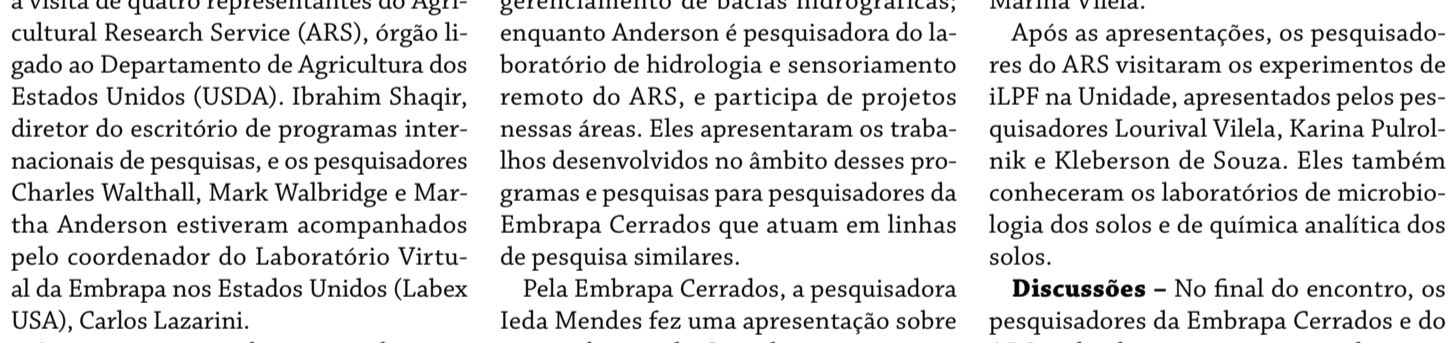 a visita de quatro representantes do Agri-
cultural Research Service (ARS), órgão li-
gado ao Departamento de Agricultura dos
Estados Unidos (USDA). Ibrahim Shaqir,
diretor do escritório de programas inter-
nacionais de pesquisas, e os pesquisadores
Charles Walthall, Mark Walbridge e Mar-
tha Anderson estiveram acompanhados
pelo coordenador do Laboratório Virtu-
al da Embrapa nos Estados Unidos (Labex
USA), Carlos Lazarini.
gerenciamento de bacias hidrográficas;
enquanto Anderson é pesquisadora do la-
boratório de hidrologia e sensoriamento
remoto do ARS, e participa de projetos
nessas áreas. Eles apresentaram os traba-
lhos desenvolvidos no âmbito desses pro-
gramas e pesquisas para pesquisadores da
Embrapa Cerrados que atuam em linhas
de pesquisa similares.
Pela Embrapa Cerrados, a pesquisadora
Ieda Mendes fez uma apresentação sobre
Marina Vilela.
Após as apresentações, os pesquisado-
res do ARS visitaram os experimentos de
iLPF na Unidade, apresentados pelos pes-
quisadores Lourival Vilela, Karina Pulrol-
nik e Kleberson de Souza. Eles também
conheceram os laboratórios de microbio-
logia dos solos e de química analítica dos
solos.
Discussões – No final do encontro, os
pesquisadores da Embrapa Cerrados e do